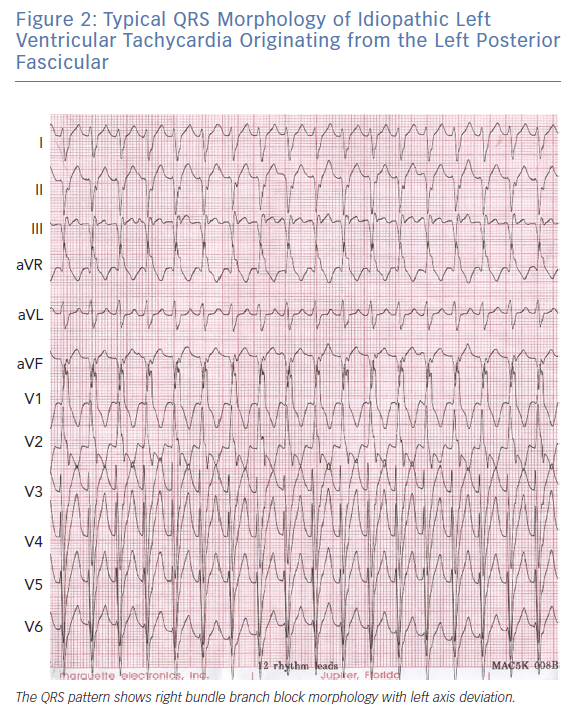 Figure 2: Typical QRS Morphology of Idiopathic Left
Ventricular Tachycardia Originating from the Left Posterior
Fascicular
I
II
III
aVR
aVL
aVF
V1
V2
V3
V4
V5
V6
12 rhythm leads
MAC5K 008B
marquette electronics, Inc.
Jupiter, Florida
The QRS pattern shows right bundle branch block morphology with left axis deviation.